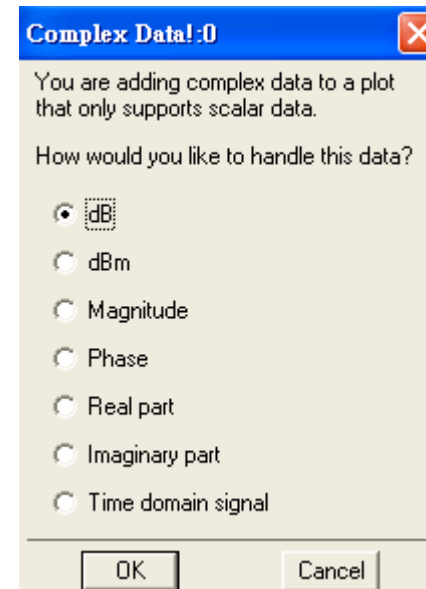 Complex Data!:0
You are adding complex data to a plot
that only supports scalar data.
How would you like to handle this data?
dB
dBm
Magnitude
Phase
Real part
Imaginary part
Time domain signal
OK Cancel